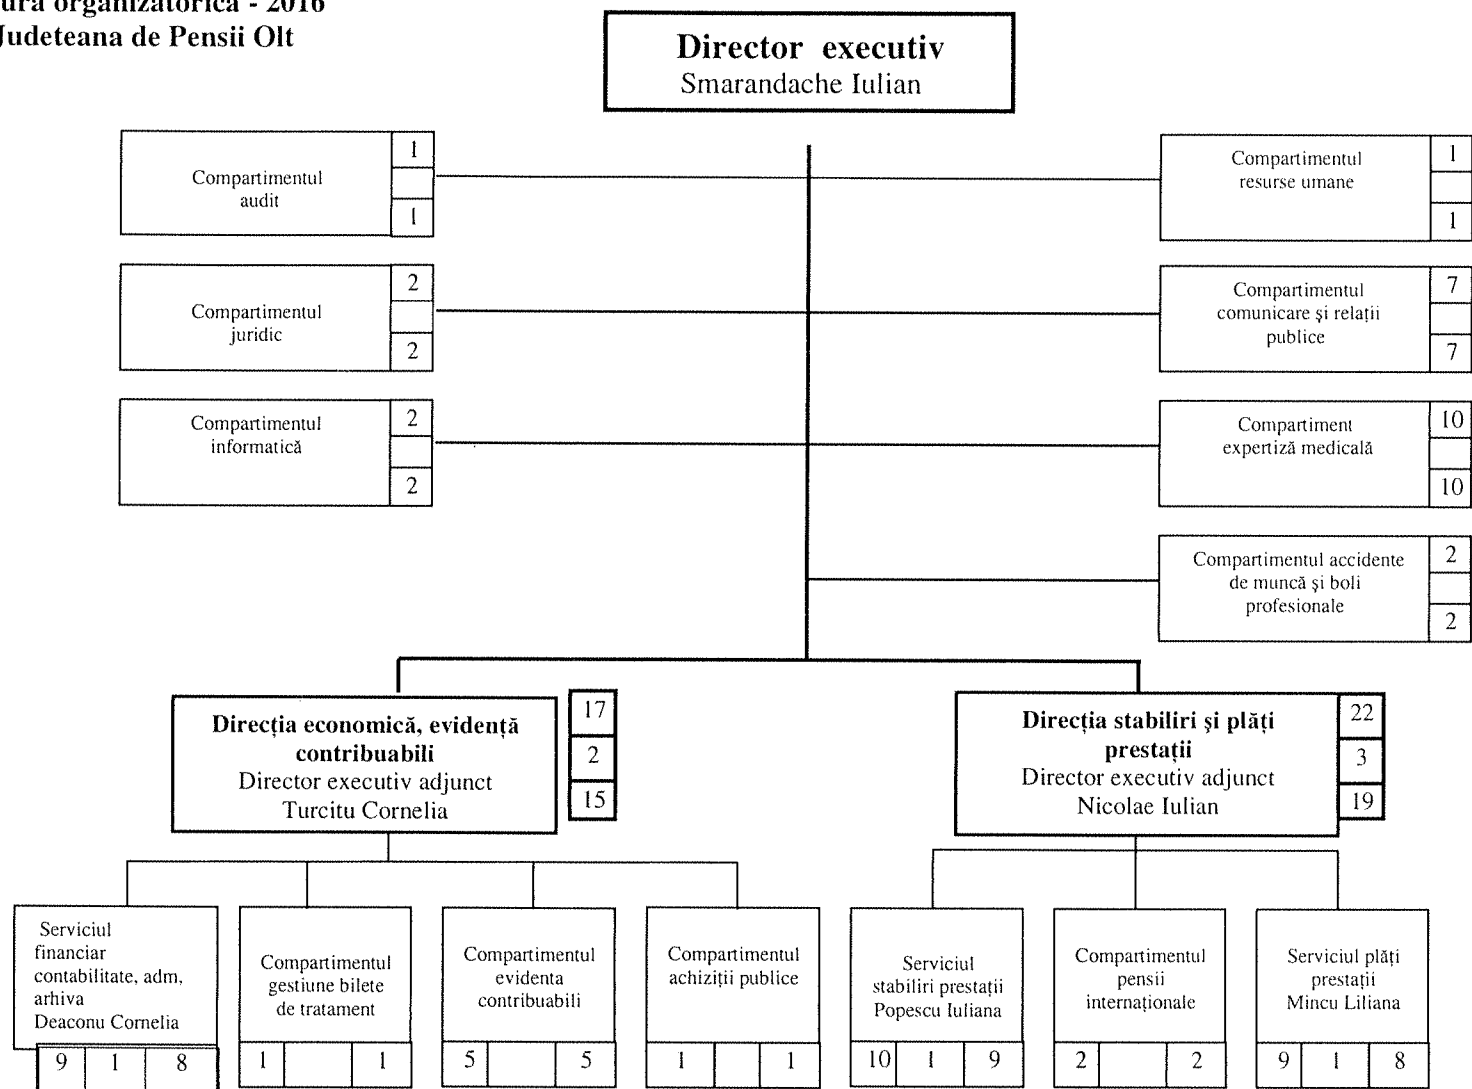 ura organizatorica - 2016
Judeteana de Pensii Olt
Director executiv
Smarandache Iulian
Compartimentul
audit
1
1
Compartimentul
resurse umane
1
1
Compartimentul
juridic
2
2
Compartimentul
comunicare și relații
publice
7
7
Compartimentul
informatică
2
2
Compartiment
expertiză medicală
10
10
Compartimentul accidente
de muncă și boli
profesionale
2
2
Direcția economică, evidență
contribuabili
Director executiv adjunct
Turcitu Cornelia
17
2
15
Direcția stabiliri și plăți
prestații
Director executiv adjunct
Nicolae Iulian
22
3
19
Serviciul
financiar
contabilitate, adm,
arhiva
Deaconu Cornelia
9 1 8
Compartimentul
gestiune bilete
de tratament
1 1
Compartimentul
evidenta
contribuabili
5 5
Compartimentul
achiziții publice
1 1
Serviciul
stabiliri prestații
Popescu Iuliana
10 1 9
Compartimentul
pensii
internaționale
2 2
Serviciul plăți
prestații
Mincu Liliana
9 1 8